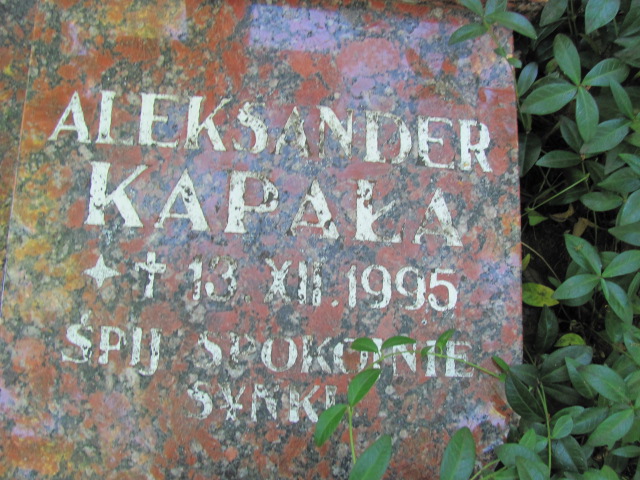 ALEKSANDER
KAPAŁA
★ ✝ 13.XII.1995
ŚPIJ SPOKOJNIE
SYNKU